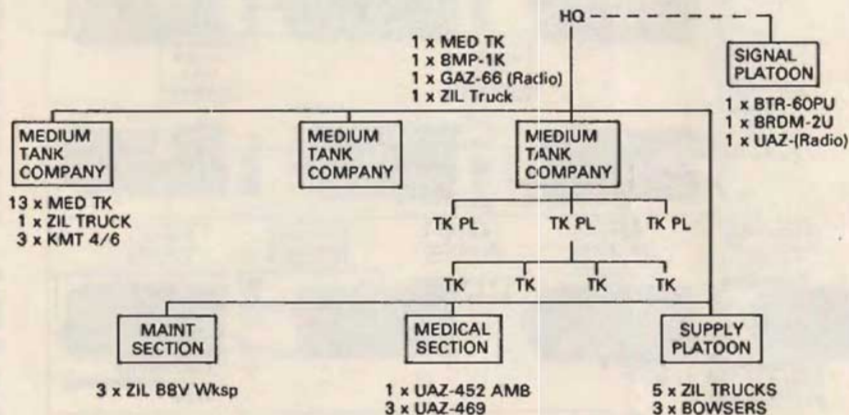 HQ
1 x MED TK
1 x BMP-1K
1 x GAZ-66 (Radio)
1 x ZIL Truck
SIGNAL
PLATOON
1 x BTR-60PU
1 x BRDM-2U
1 x UAZ-(Radio)
MEDIUM
TANK
COMPANY
13 x MED TK
1 x ZIL TRUCK
3 x KMT 4/6
MEDIUM
TANK
COMPANY
MEDIUM
TANK
COMPANY
TK PL
TK PL
TK PL
TK
TK
TK
TK
MAINT
SECTION
3 x ZIL BBV Wksp
MEDICAL
SECTION
1 x UAZ-452 AMB
3 x UAZ-469
SUPPLY
PLATOON
5 x ZIL TRUCKS
3 x BOWSERS